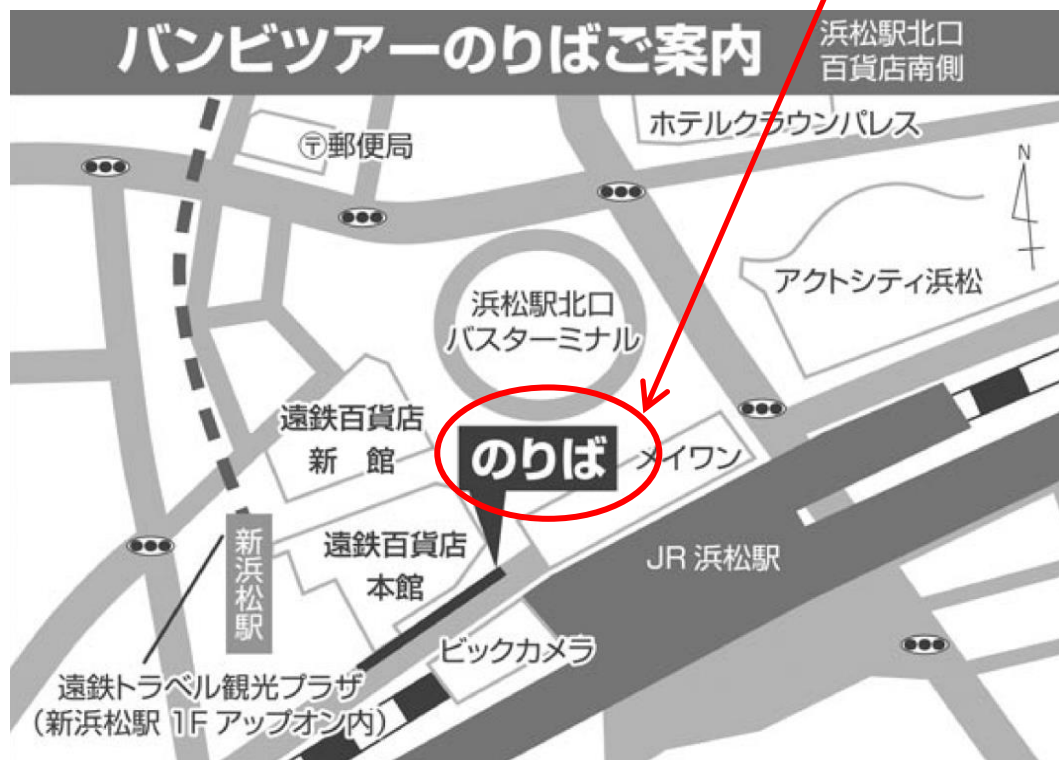 バンビツアーのりばご案内
浜松駅北口
百貨店南側
〒郵便局
ホテルクラウンパレス
N
アクトシティ浜松
浜松駅北口
バスターミナル
遠鉄百貨店
新 館
のりば
メイワン
新浜松駅
遠鉄百貨店
本館
JR 浜松駅
ビックカメラ
遠鉄トラベル観光プラザ
(新浜松駅 1F アップオン内)